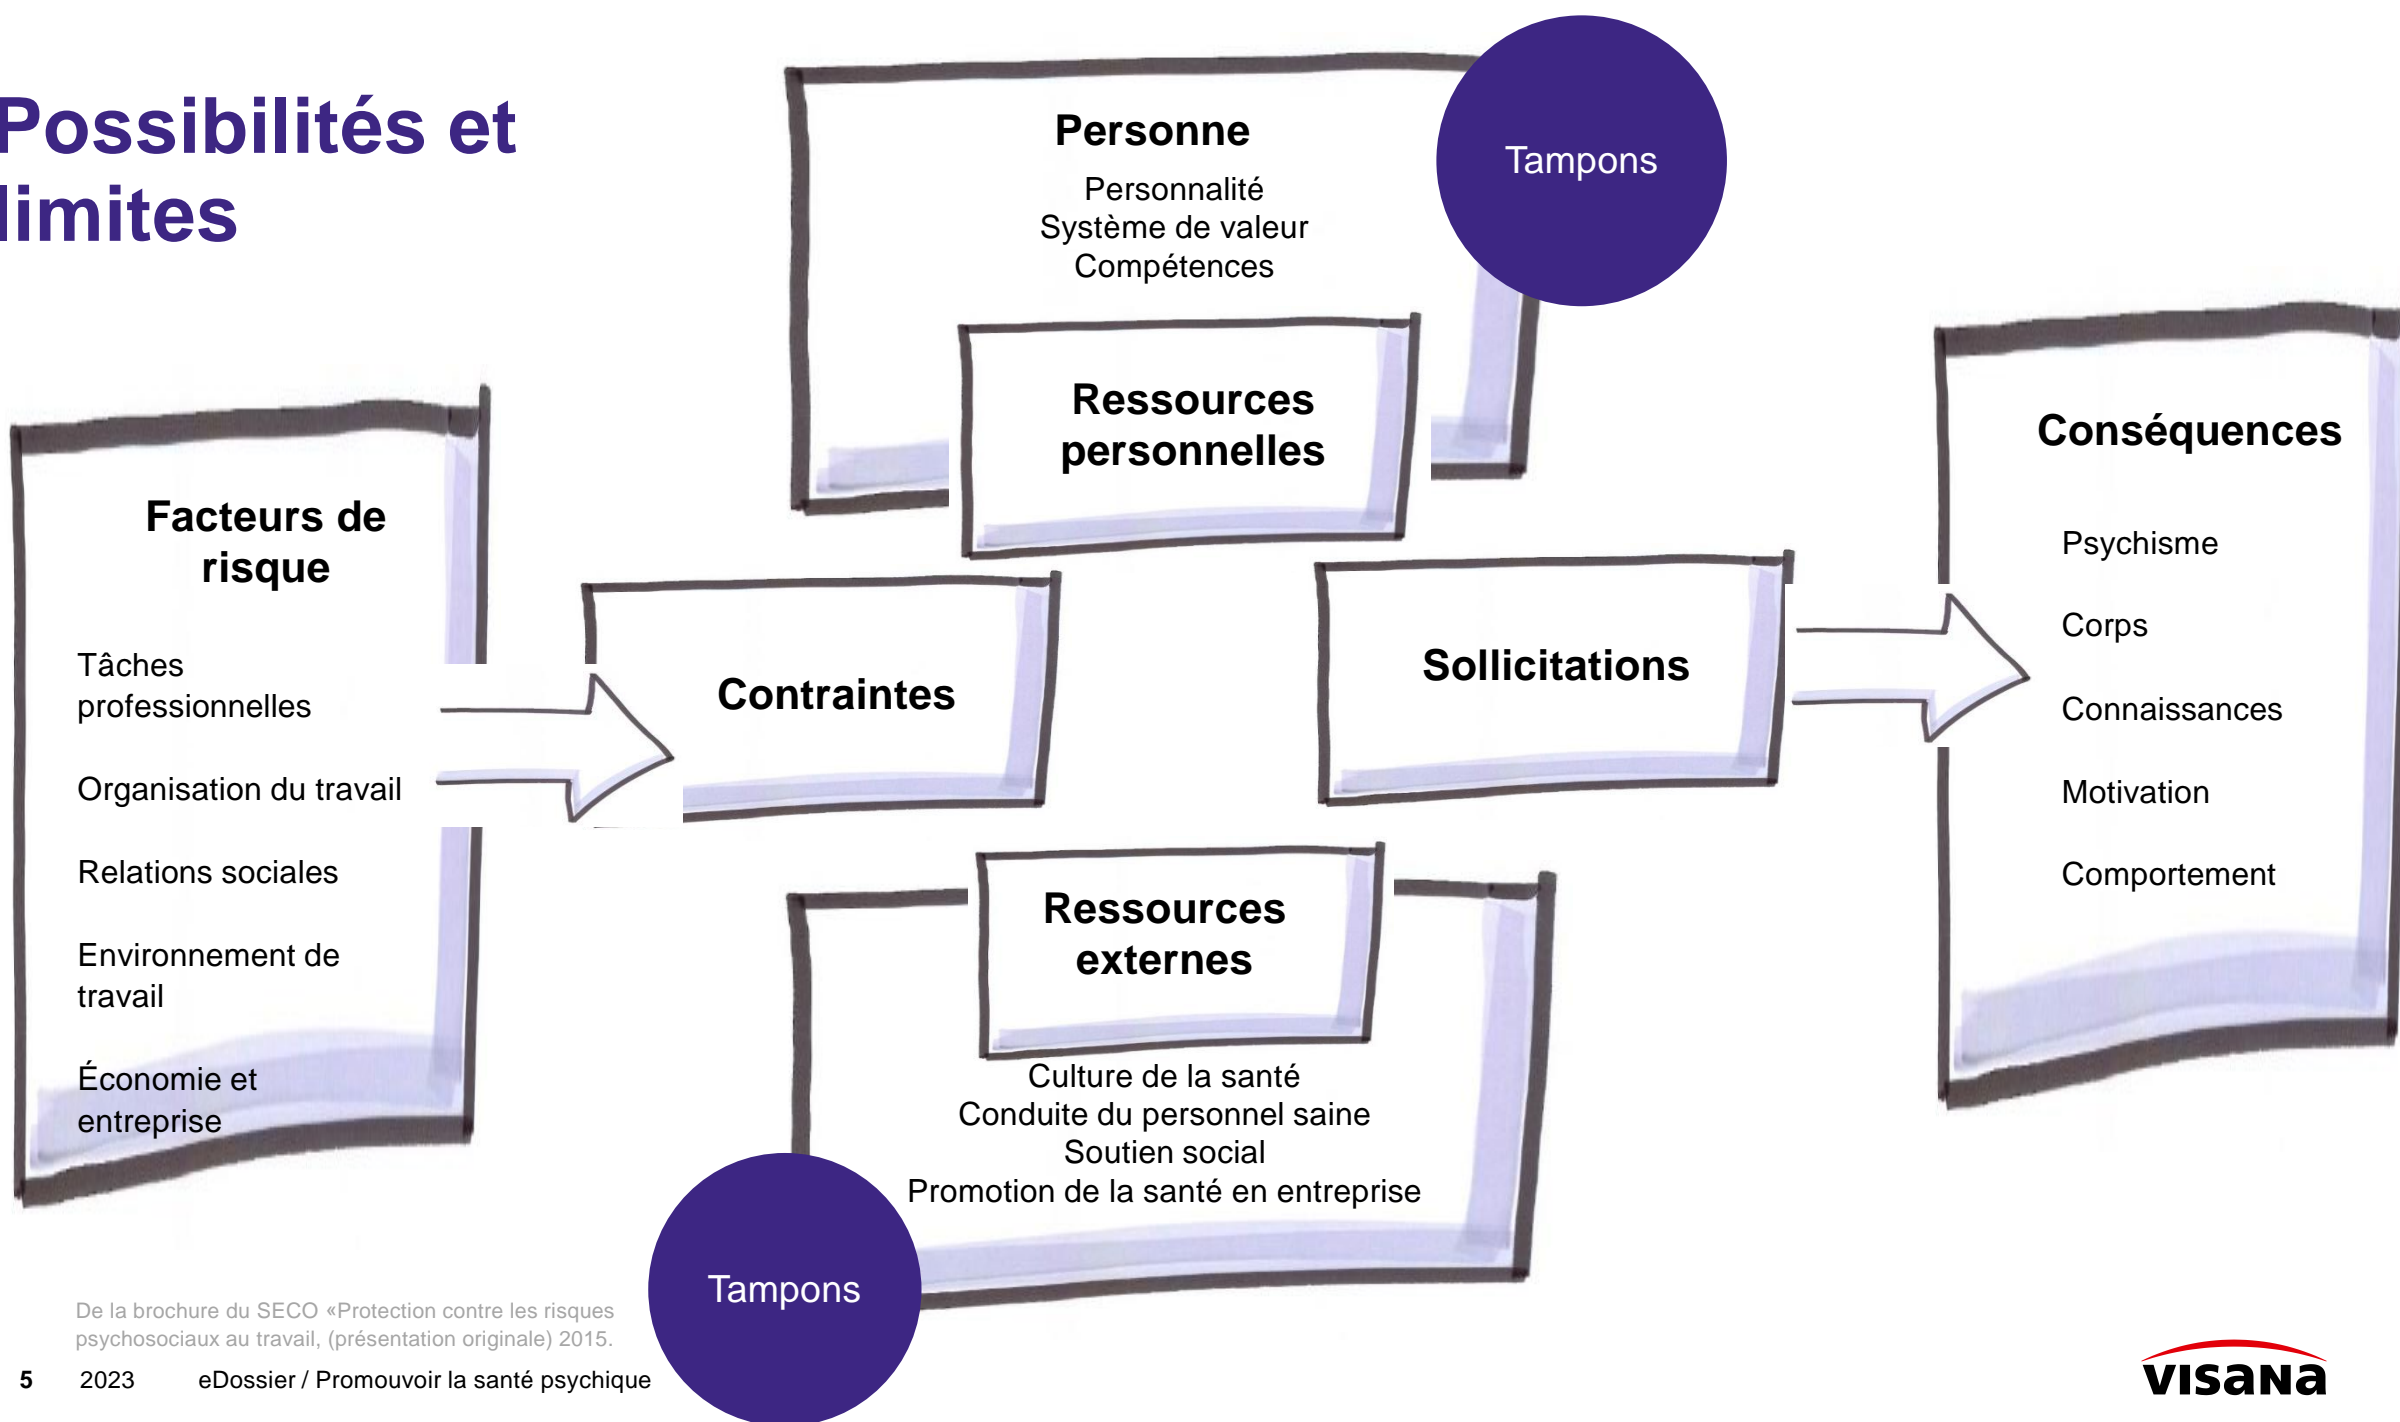 Possibilités et
limites
Personne
Personnalité
Système de valeur
Compétences
Tampons
Ressources
personnelles
Facteurs de
risque
Tâches
professionnelles
Organisation du travail
Relations sociales
Environnement de
travail
Économie et
entreprise
Contraintes
Sollicitations
Conséquences
Psychisme
Corps
Connaissances
Motivation
Comportement
Ressources
externes
Culture de la santé
Conduite du personnel saine
Soutien social
Promotion de la santé en entreprise
Tampons
De la brochure du SECO «Protection contre les risques
psychosociaux au travail, (présentation originale) 2015.
5 2023 eDossier / Promouvoir la santé psychique
visana